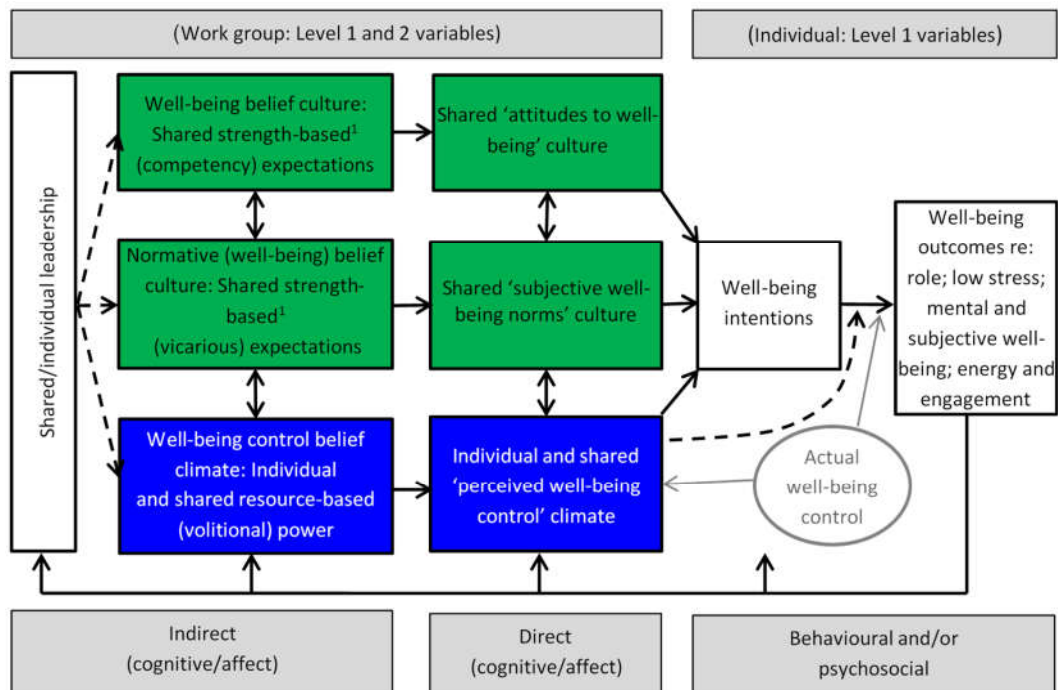 (Work group: Level 1 and 2 variables)
(Individual: Level 1 variables)
Shared/individual leadership
Well-being belief culture:
Shared strength-based¹
(competency) expectations
Shared ‘attitudes to well-
being’ culture
Normative (well-being) belief
culture: Shared strength-
based¹
(vicarious) expectations
Shared ‘subjective well-
being norms’ culture
Well-being
intentions
Well-being
outcomes re:
role; low stress;
mental and
subjective well-
being; energy and
engagement
Well-being control belief
climate: Individual
and shared resource-based
(volitional) power
Individual and shared
‘perceived well-being
control’ climate
Actual
well-being
control
Indirect
(cognitive/affect)
Direct
(cognitive/affect)
Behavioural and/or
psychosocial